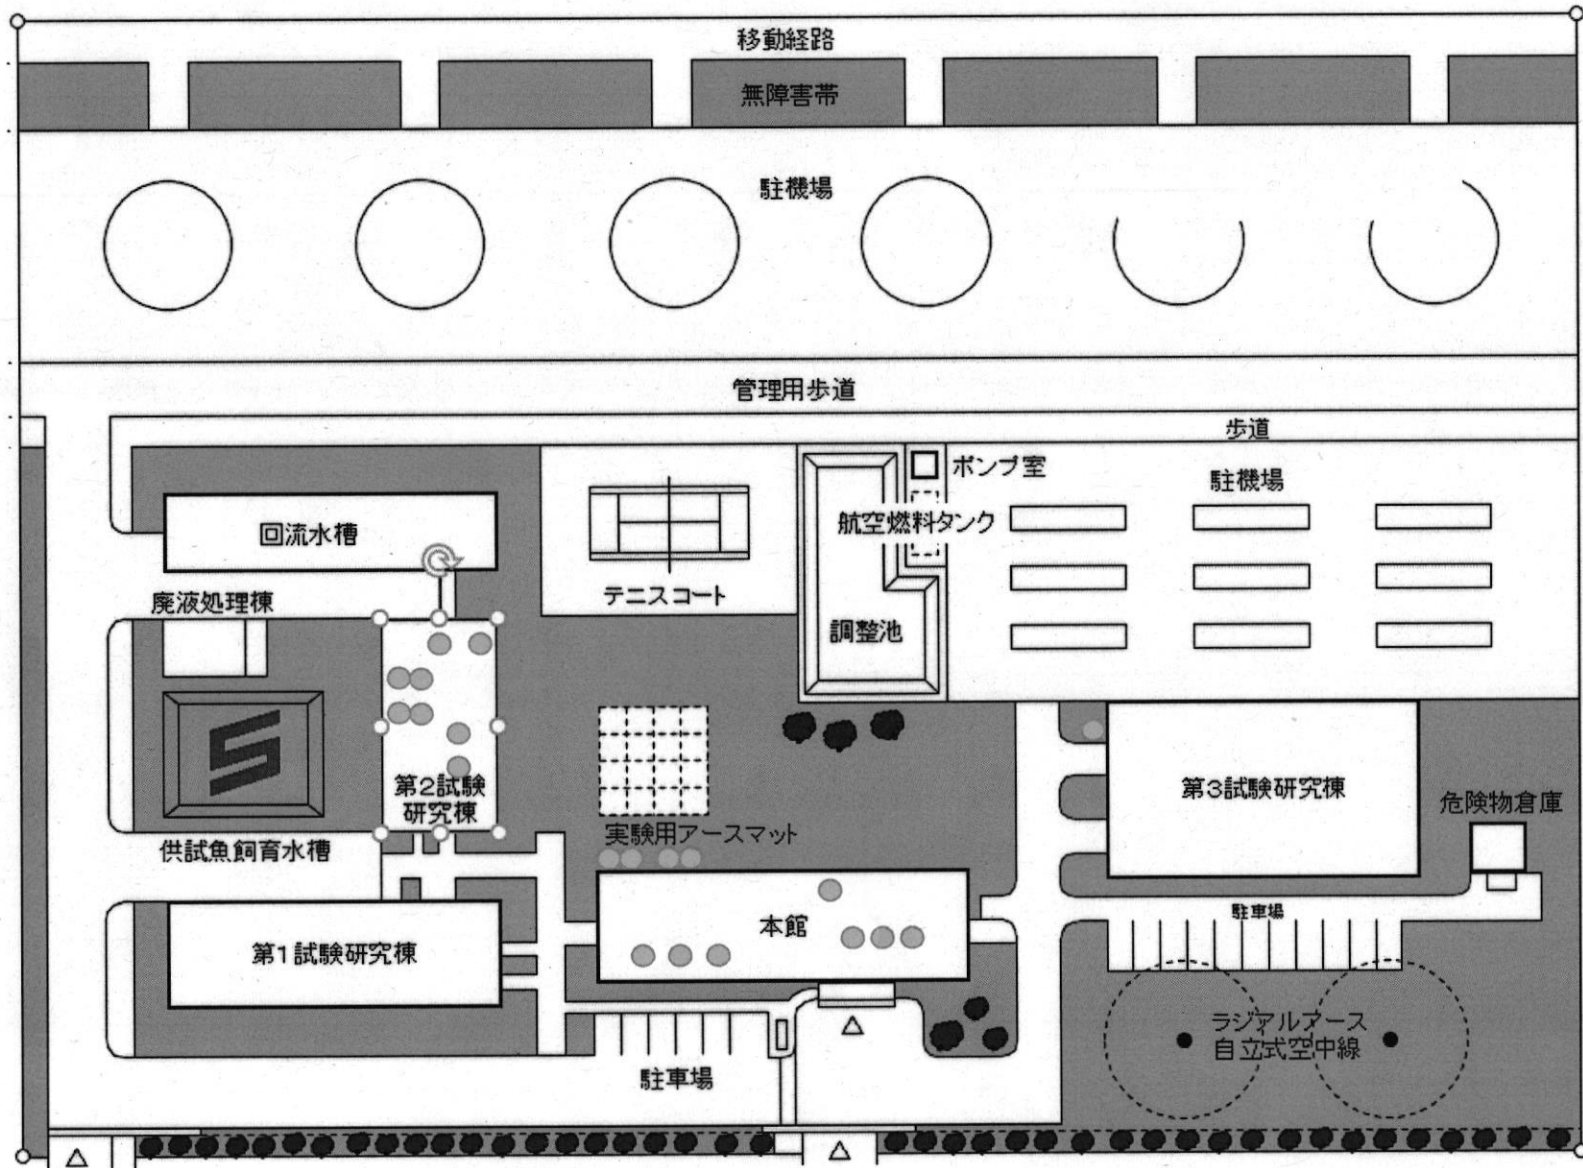 移動経路
無障害帯
駐機場
管理用歩道
歩道
ポンプ室
駐機場
回流水槽
航空燃料タンク
テニスコート
廃液処理棟
調整池
第2試験
研究棟
第3試験研究棟
危険物倉庫
実験用アースマット
供試魚飼育水槽
駐車場
本館
第1試験研究棟
ラジアルアース
自立式空中線
駐車場